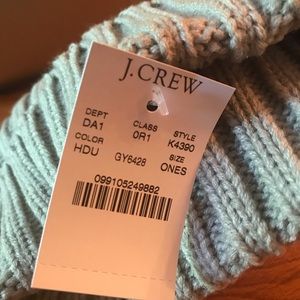 J.CREW
DEPT CLASS STYLE
DA1 0R1 K4390
COLOR SIZE
HDU GY6428 ONES
099105249882